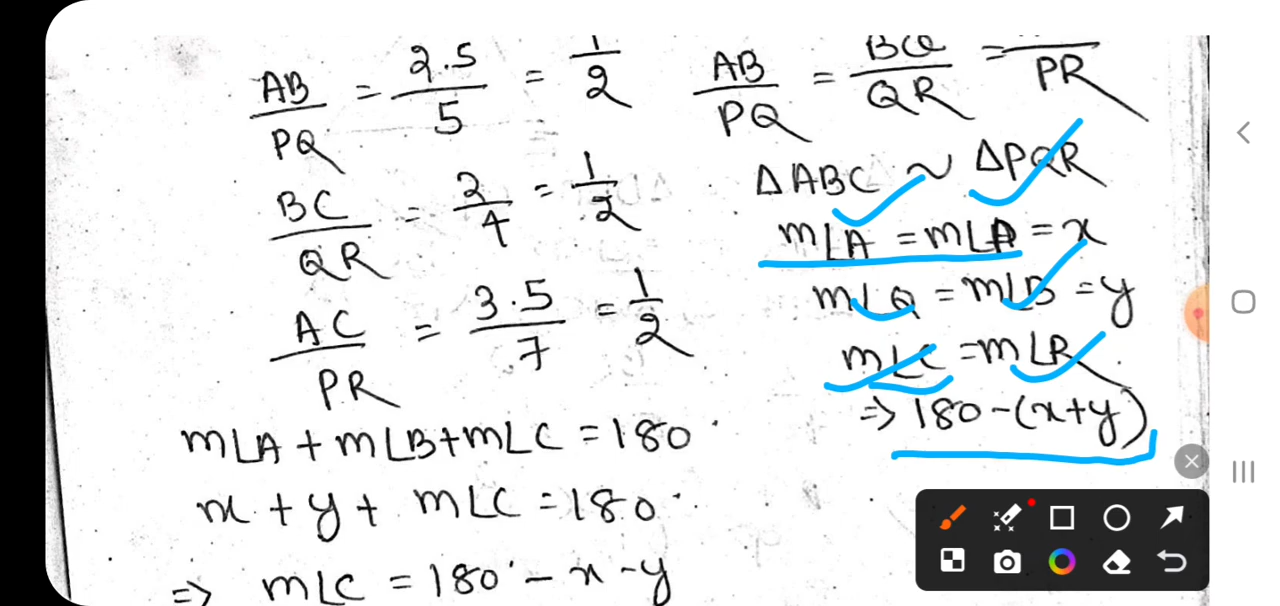 AB/PQ = 2.5/5 = 1/2
BC/QR = 2/4 = 1/2
AC/PR = 3.5/7 = 1/2
m∠A + m∠B + m∠C = 180°
x + y + m∠C = 180°
=> m∠C = 180° - x - y
AB/PQ = BC/QR = /PR
ΔABC ~ ΔPQR
m∠A = m∠P = x
m∠Q = m∠B = y
m∠C = m∠R
=> 180 - (x+y)